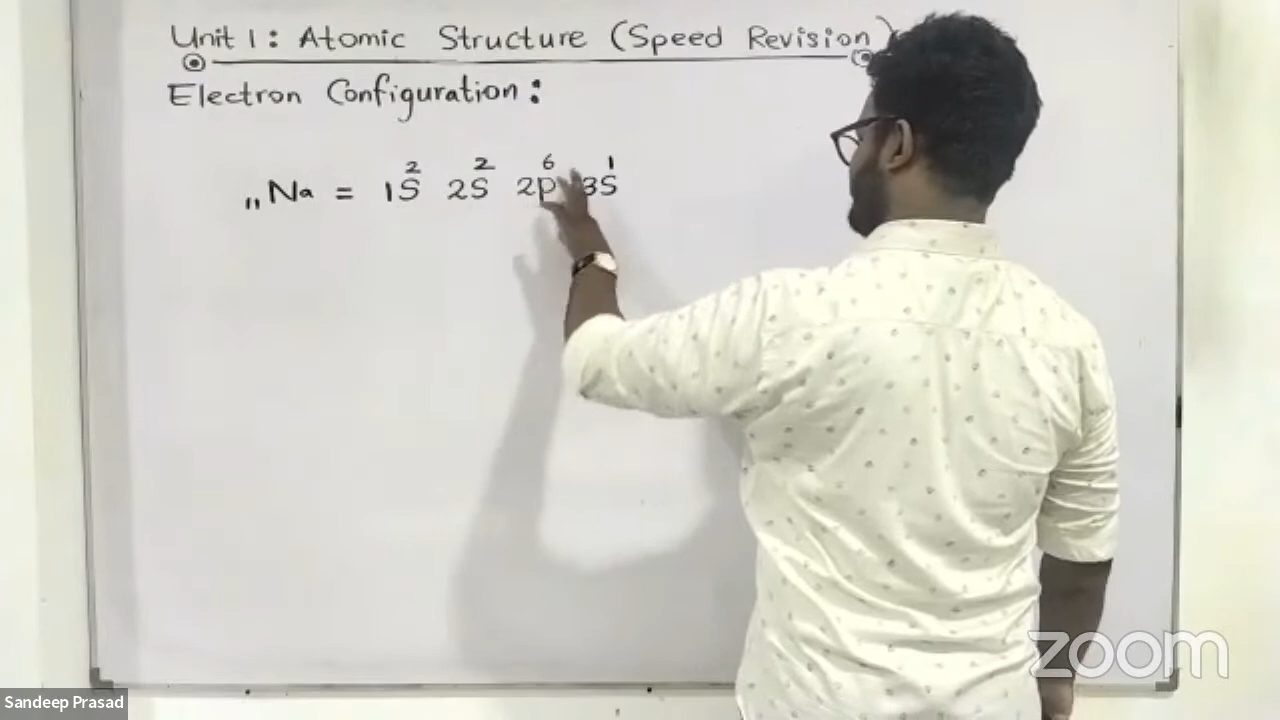 Unit 1: Atomic Structure (Speed Revision)
Electron Configuration:
₁₁Na = 1S² 2S² 2p⁶ 3S¹
zoom
Sandeep Prasad